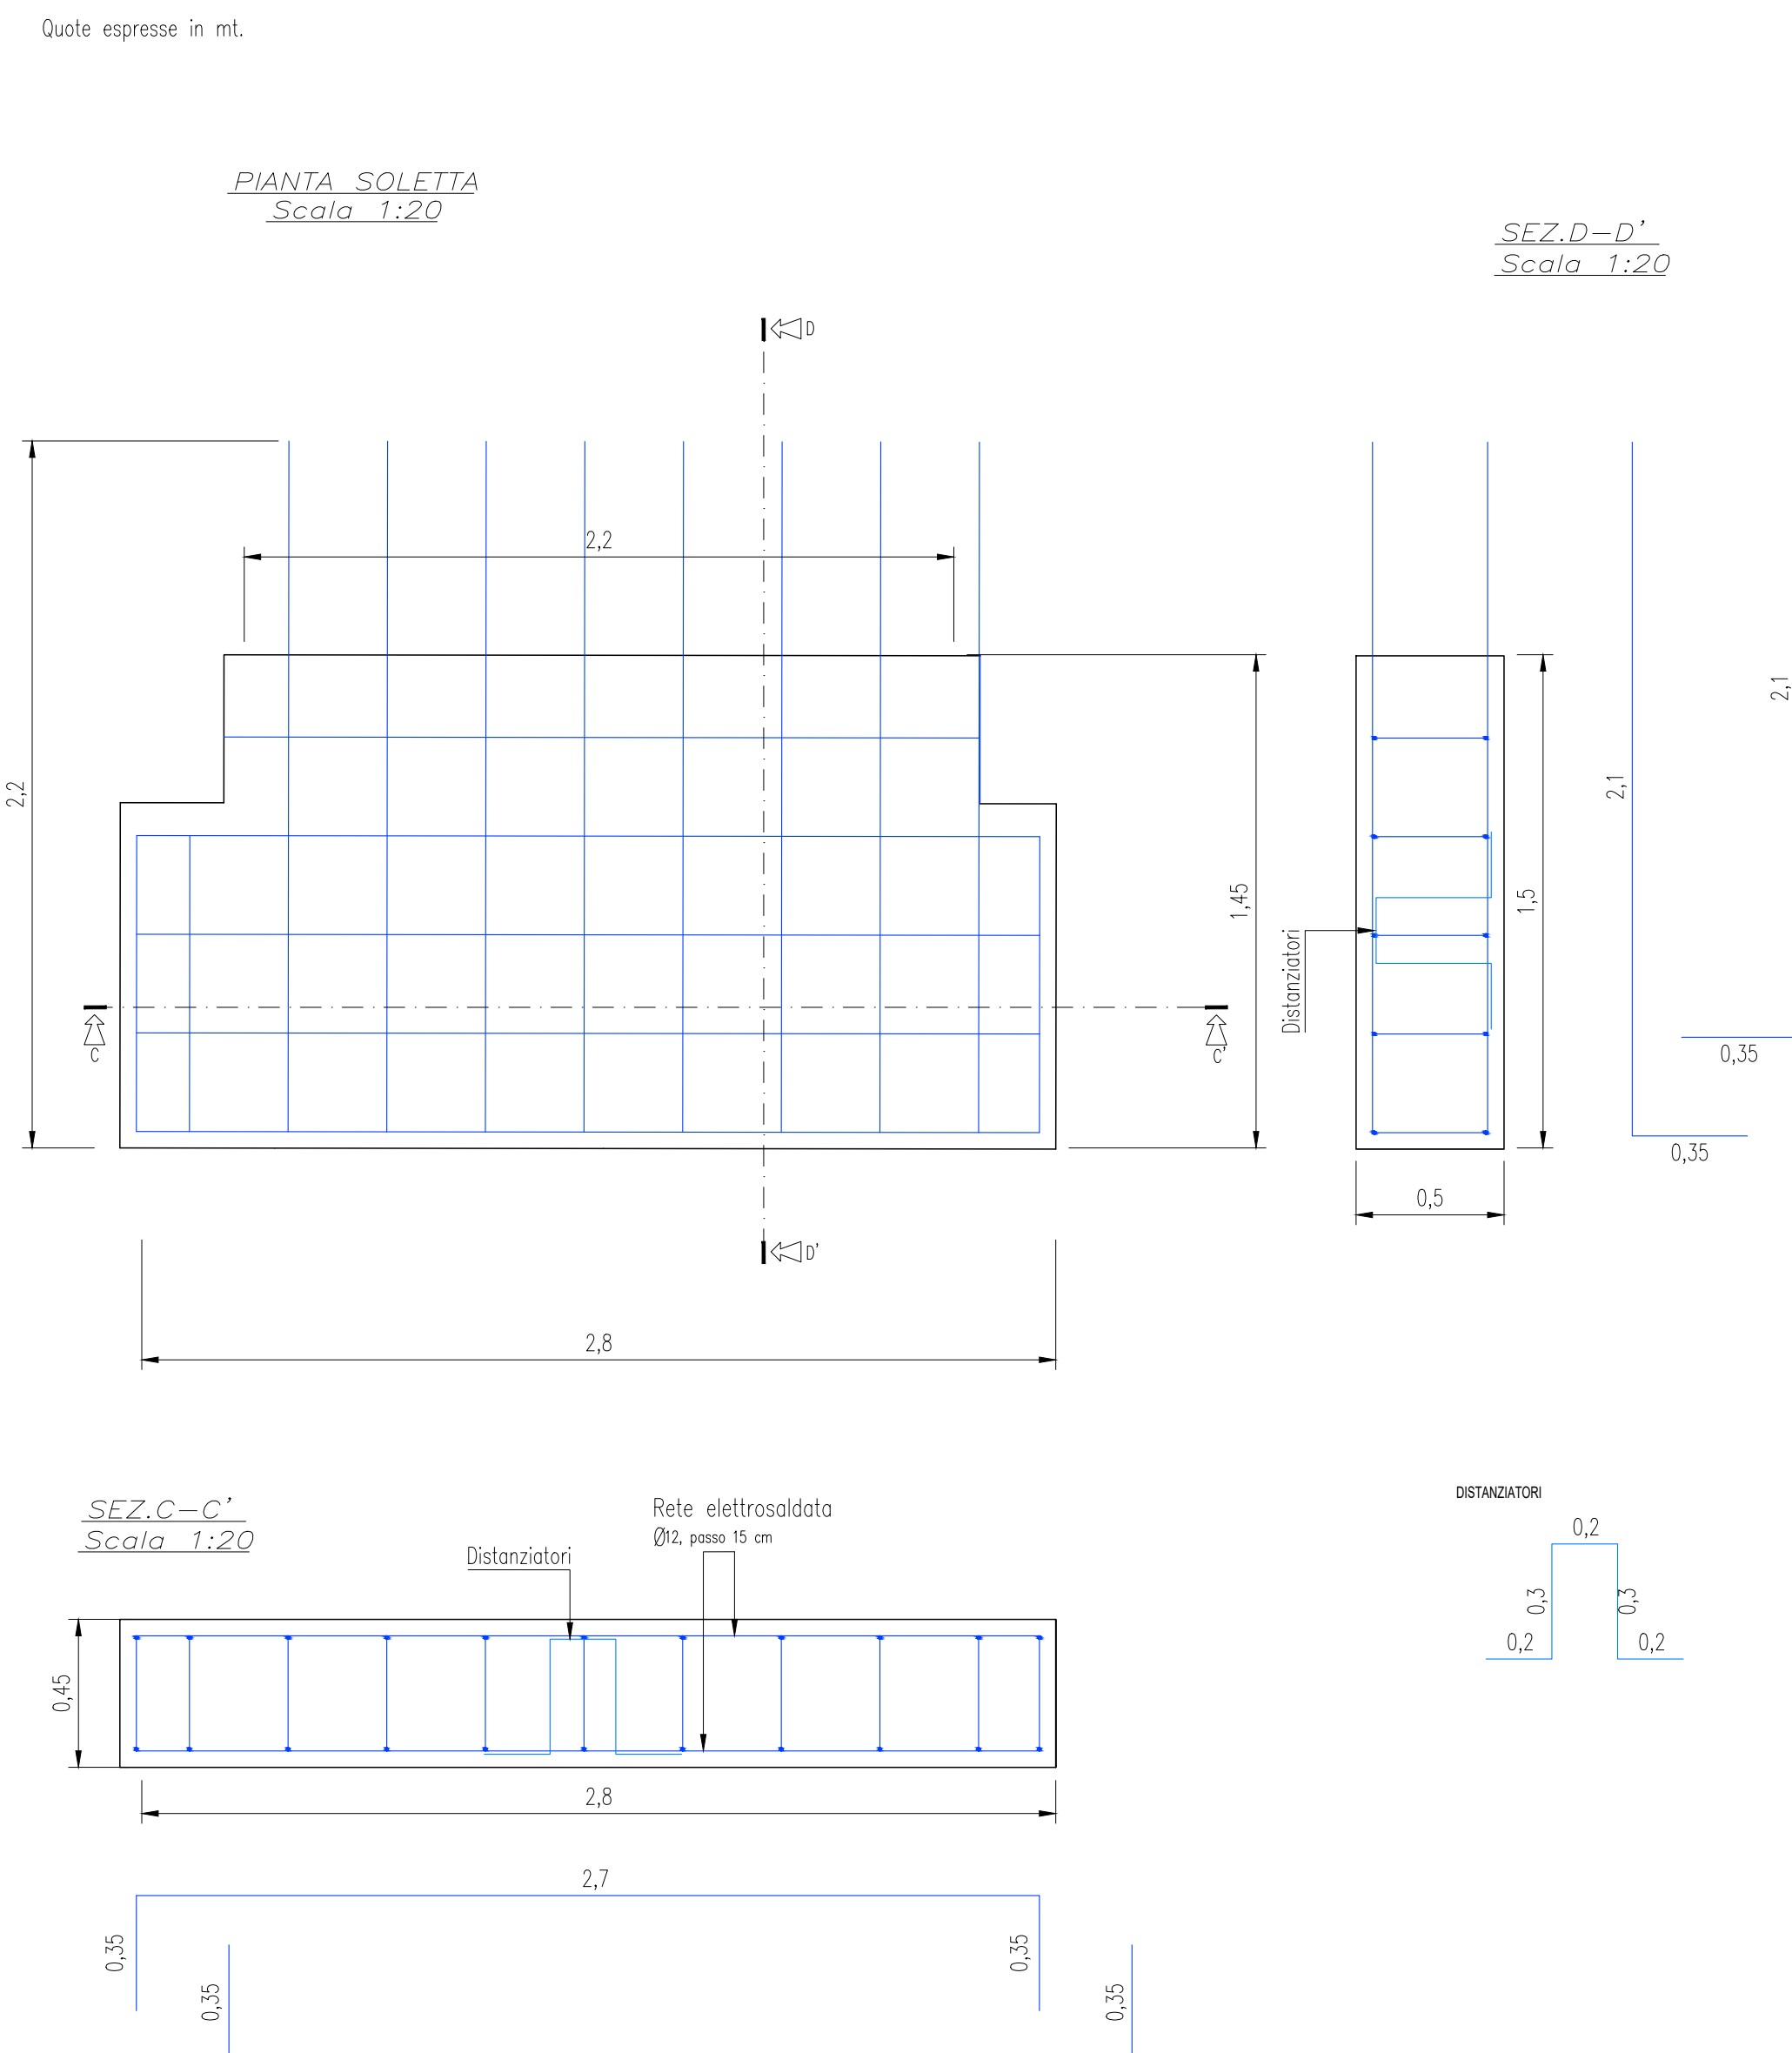 Quote espresse in mt.
PIANTA SOLETTA
Scala 1:20
SEZ.D-D'
Scala 1:20
D
2,2
2,2
2,1
2,1
1,45
1,5
Distanziatori
C
C'
0,35
0,35
0,5
D'
2,8
SEZ.C-C'
Scala 1:20
Rete elettrosaldata
Ø12, passo 15 cm
Distanziatori
DISTANZIATORI
0,2
0,3
0,3
0,2
0,2
0,45
2,8
2,7
0,35
0,35
0,35
0,35